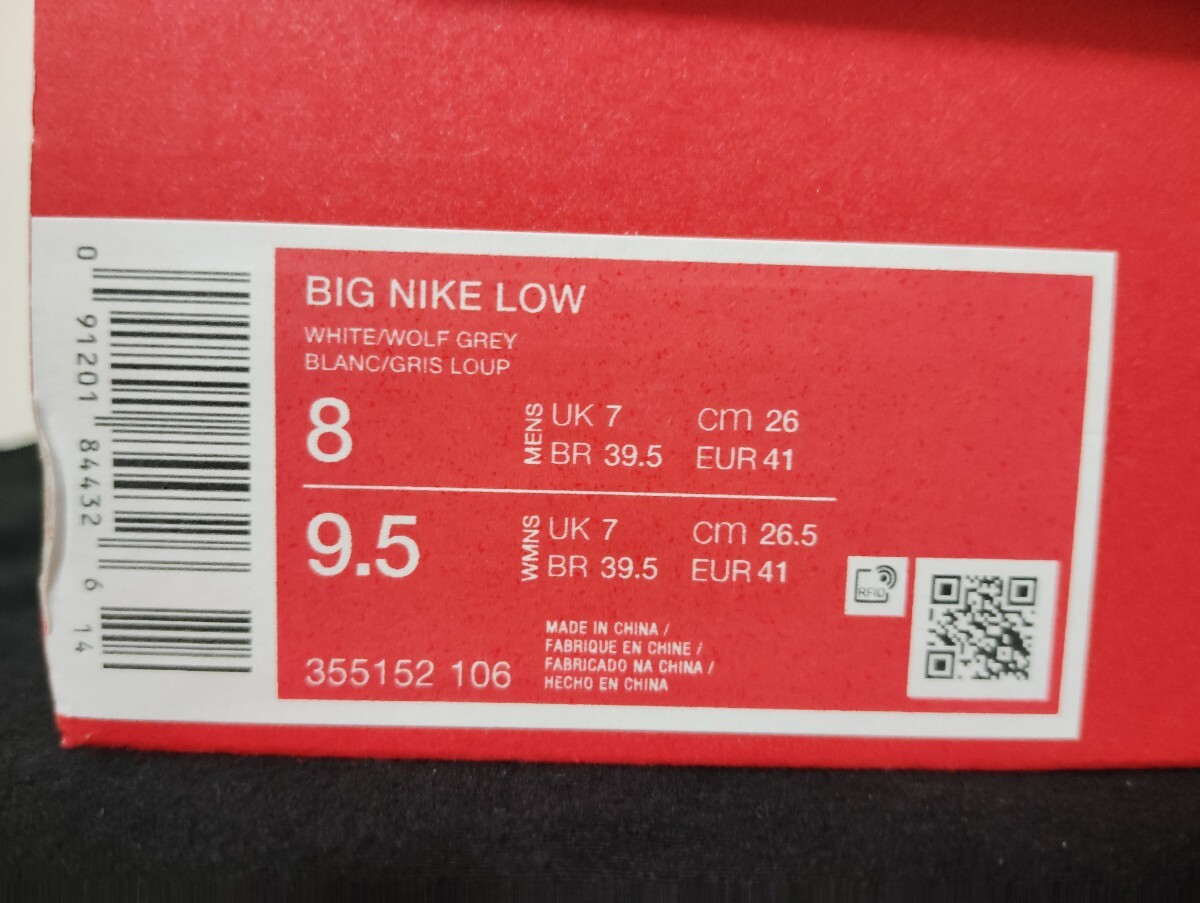 BIG NIKE LOW
WHITE/WOLF GREY
BLANC/GRIS LOUP
8
MENS
UK 7 cm 26
BR 39.5 EUR 41
9.5
WMNS
UK 7 cm 26.5
BR 39.5 EUR 41
355152 106
MADE IN CHINA /
FABRIQUE EN CHINE /
FABRICADO NA CHINA /
HECHO EN CHINA
RFID
0 91201 84432 6 14